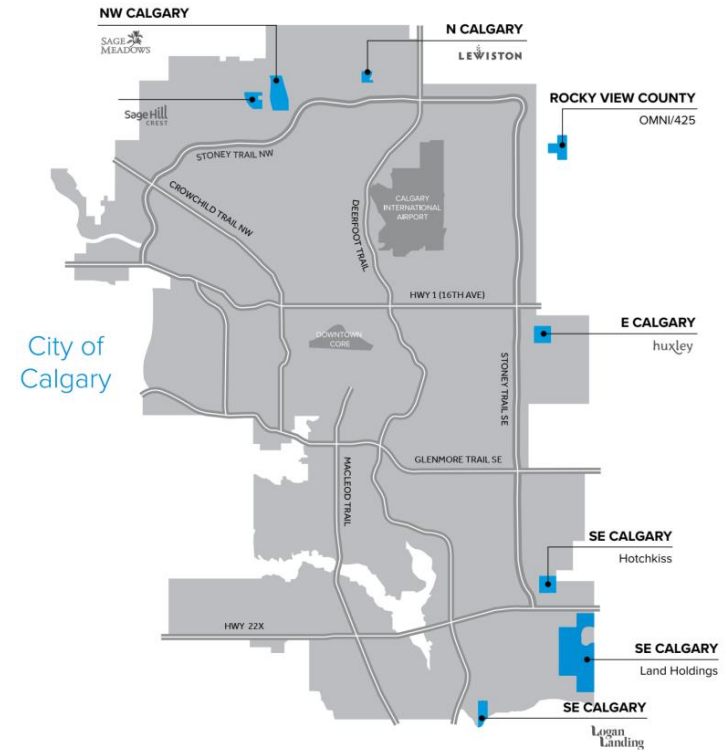 NW CALGARY
SAGE
MEADOWS
N CALGARY
LEWISTON
ROCKY VIEW COUNTY
OMNI/425
SageHill
CREST
STONEY TRAIL NW
CROWCHILD TRAIL NW
DEERFOOT TRAIL
CALGARY
INTERNATIONAL
AIRPORT
HWY 1 (16TH AVE)
E CALGARY
huxley
DOWNTOWN
CORE
City of
Calgary
STONEY TRAIL SE
GLENMORE TRAIL SE
MACLEOD TRAIL
SE CALGARY
Hotchkiss
HWY 22X
SE CALGARY
Land Holdings
SE CALGARY
Logan
Landing